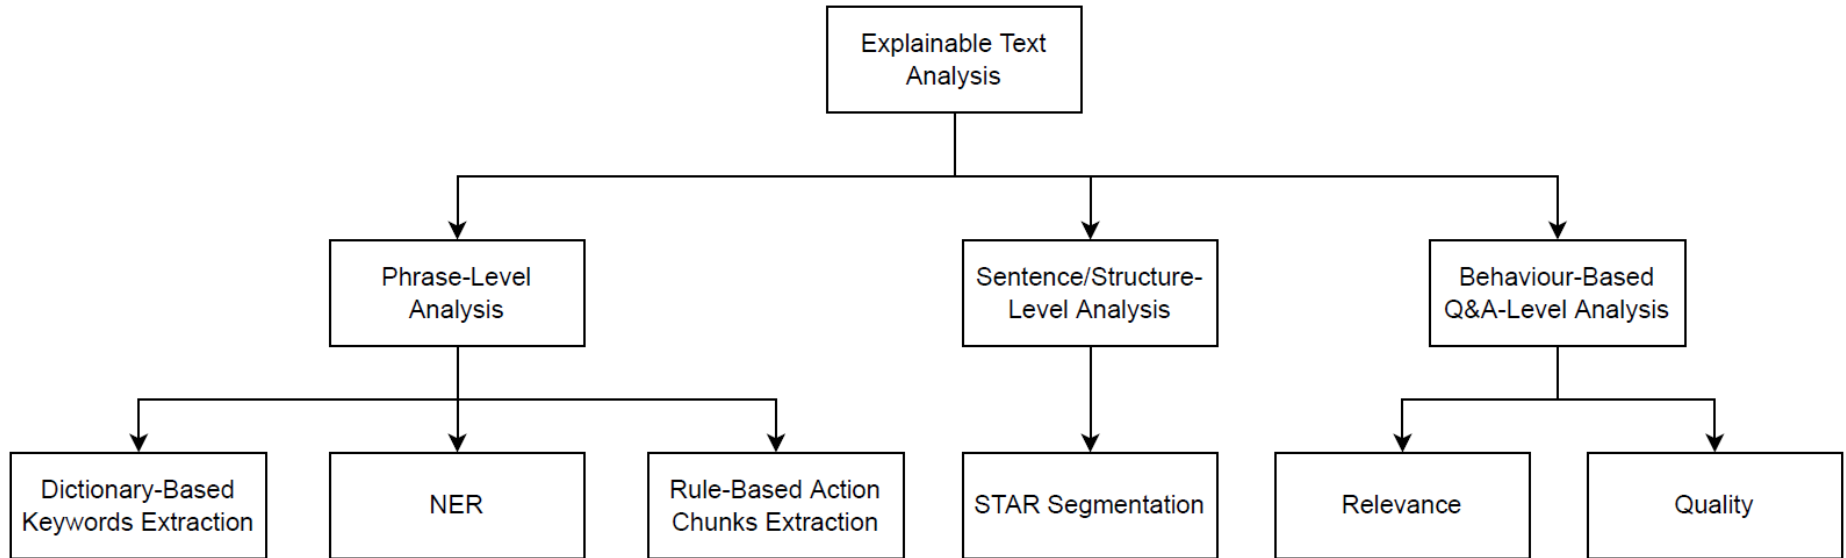 Explainable Text
Analysis
Phrase-Level
Analysis
Sentence/Structure-
Level Analysis
Behaviour-Based
Q&A-Level Analysis
Dictionary-Based
Keywords Extraction
NER
Rule-Based Action
Chunks Extraction
STAR Segmentation
Relevance
Quality